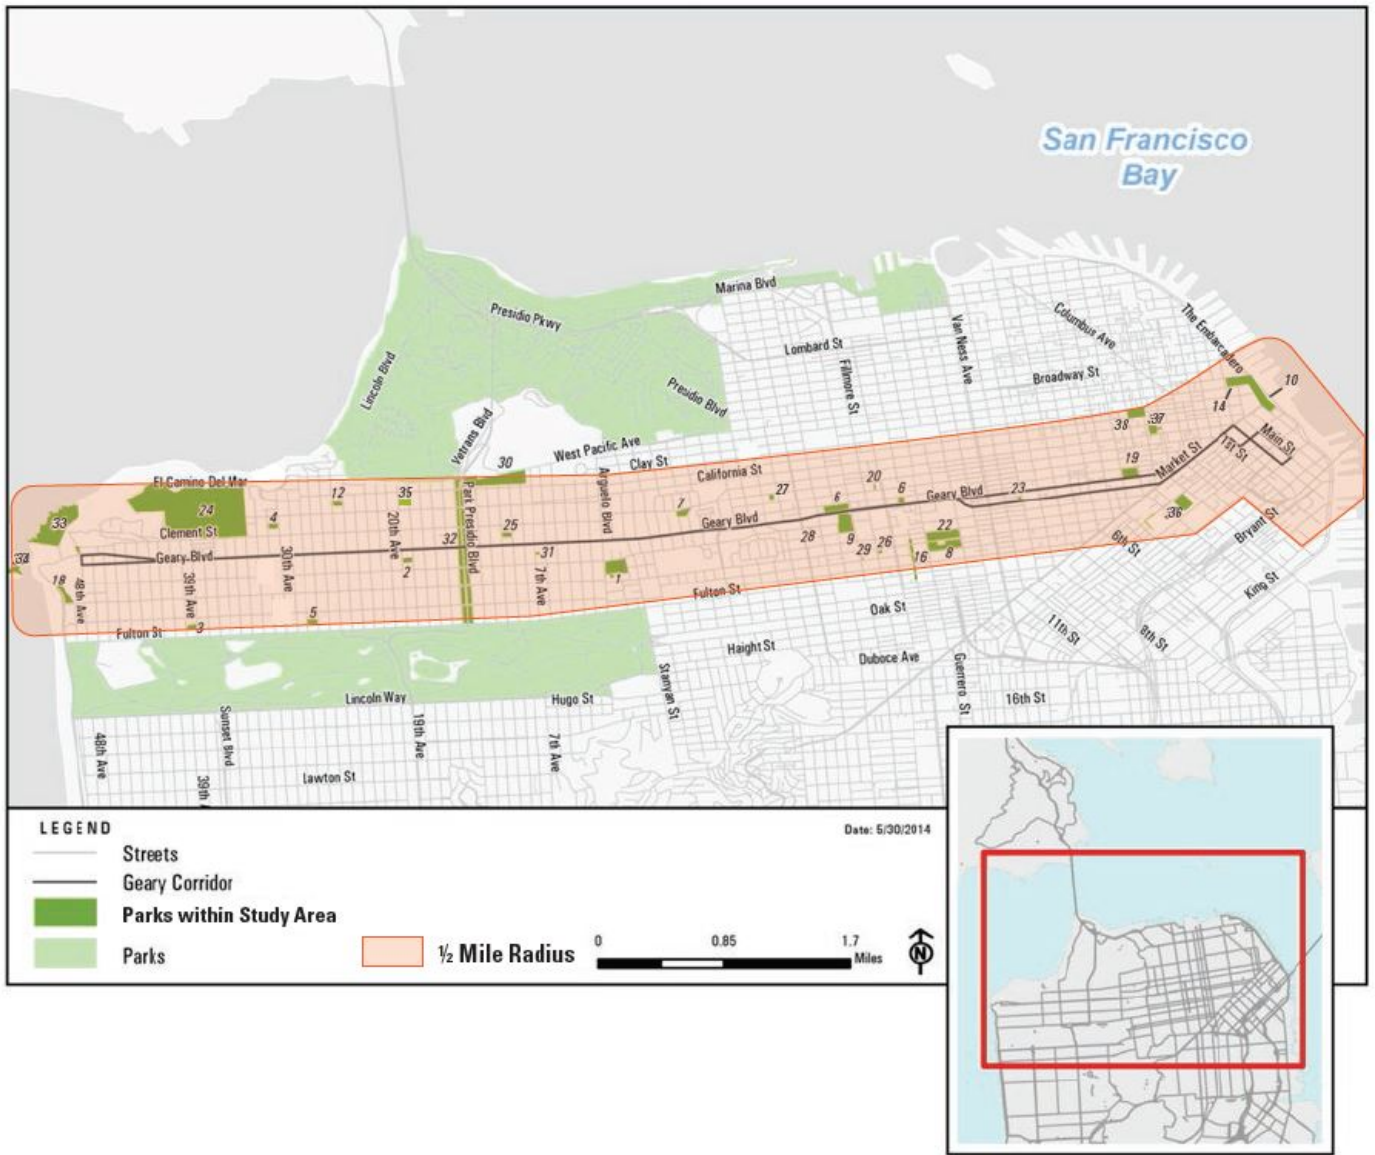 San Francisco
Bay
Marina Blvd
Presidio Pkwy
Columbus Ave
The Embarcadero
Van Ness Ave
Lombard St
Fillmore St
Lincoln Blvd
Broadway St
Presidio Blvd
10
14
Vetrans Blvd
38
37
West Pacific Ave
Main St
1ST St
30
Clay St
California St
19
Market St
El Camino Del Mar
Arguelo Blvd
20
12
35
27
6
6
Geary Blvd
23
24
7
Park Presidio Blvd
33
4
20th Ave
25
Geary Blvd
36
Bryant St
Clement St
22
32
28
9
29
26
6th St
Geary Blvd
30th Ave
31
16
8
34
2
1
18
48th Ave
39th Ave
7th Ave
Fulton St
King St
5
Oak St
Fulton St
3
11th St
8th St
Haight St
Duboce Ave
Guerrero St
Stanyan St
Lincoln Way
Hugo St
16th St
Sunset Blvd
19th Ave
48th Ave
7th Ave
Lawton St
39th A
LEGEND
Date: 5/30/2014
Streets
Geary Corridor
Parks within Study Area
Parks
½ Mile Radius
0
0.85
1.7
Miles
N